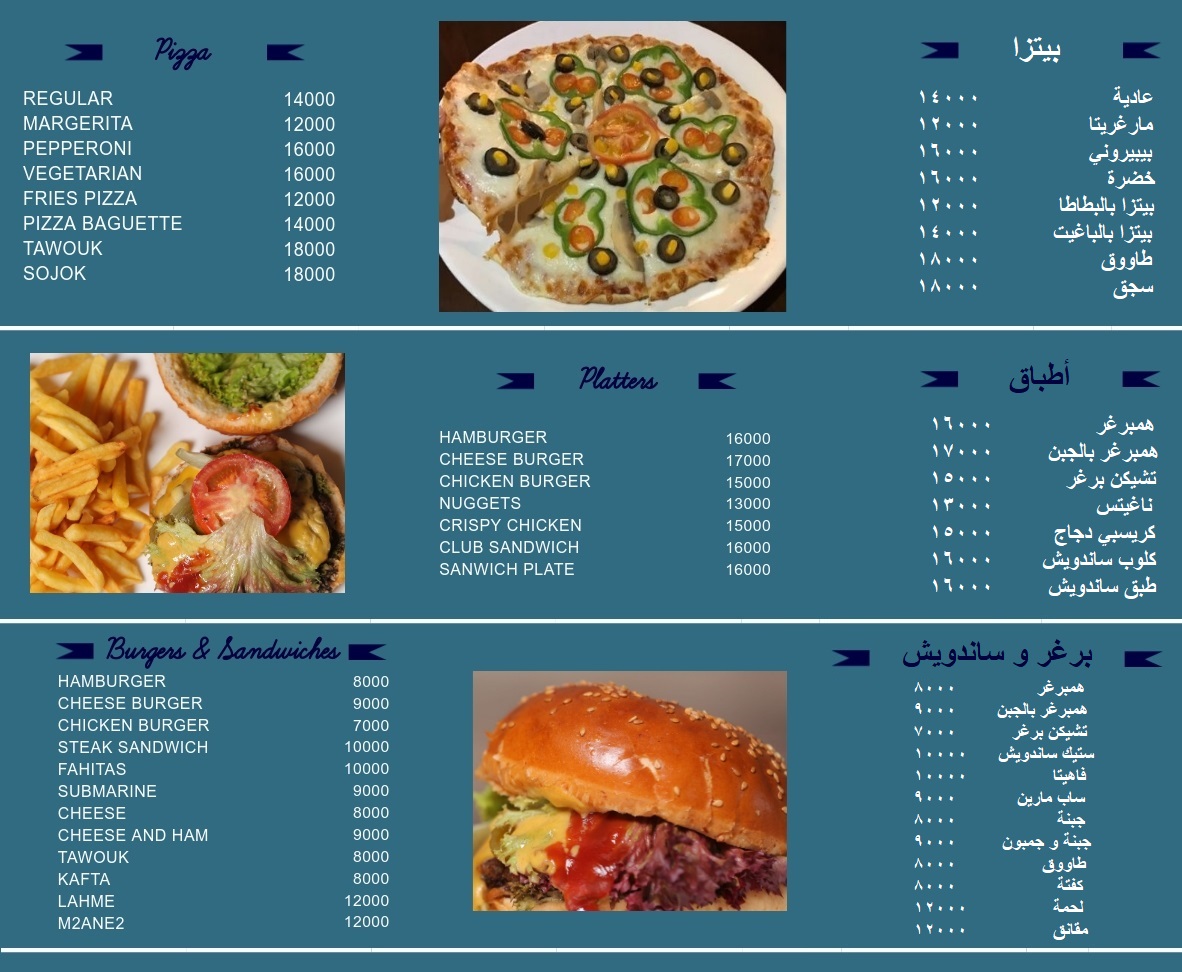 Pizza
REGULAR 14000
MARGERITA 12000
PEPPERONI 16000
VEGETARIAN 16000
FRIES PIZZA 12000
PIZZA BAGUETTE 14000
TAWOUK 18000
SOJOK 18000
بيتزا
عادية ١٤٠٠٠
مارغريتا ١٢٠٠٠
بيبيروني ١٦٠٠٠
خضرة ١٦٠٠٠
بيتزا بالبطاطا ١٢٠٠٠
بيتزا بالباغيت ١٤٠٠٠
طاووق ١٨٠٠٠
سجق ١٨٠٠٠
Platters
HAMBURGER 16000
CHEESE BURGER 17000
CHICKEN BURGER 15000
NUGGETS 13000
CRISPY CHICKEN 15000
CLUB SANDWICH 16000
SANWICH PLATE 16000
أطباق
همبرغر ١٦٠٠٠
همبرغر بالجبن ١٧٠٠٠
تشيكن برغر ١٥٠٠٠
ناغيتس ١٣٠٠٠
كريسبي دجاج ١٥٠٠٠
كلوب ساندويش ١٦٠٠٠
طبق ساندويش ١٦٠٠٠
Burgers & Sandwiches
HAMBURGER 8000
CHEESE BURGER 9000
CHICKEN BURGER 7000
STEAK SANDWICH 10000
FAHITAS 10000
SUBMARINE 9000
CHEESE 8000
CHEESE AND HAM 9000
TAWOUK 8000
KAFTA 8000
LAHME 12000
M2ANE2 12000
برغر و ساندويش
همبرغر ٨٠٠٠
همبرغر بالجبن ٩٠٠٠
تشيكن برغر ٧٠٠٠
ستيك ساندويش ١٠٠٠٠
فاهيتا ١٠٠٠٠
ساب مارين ٩٠٠٠
جبنة ٨٠٠٠
جبنة و جمبون ٩٠٠٠
طاووق ٨٠٠٠
كفتة ٨٠٠٠
لحمة ١٢٠٠٠
مقانق ١٢٠٠٠